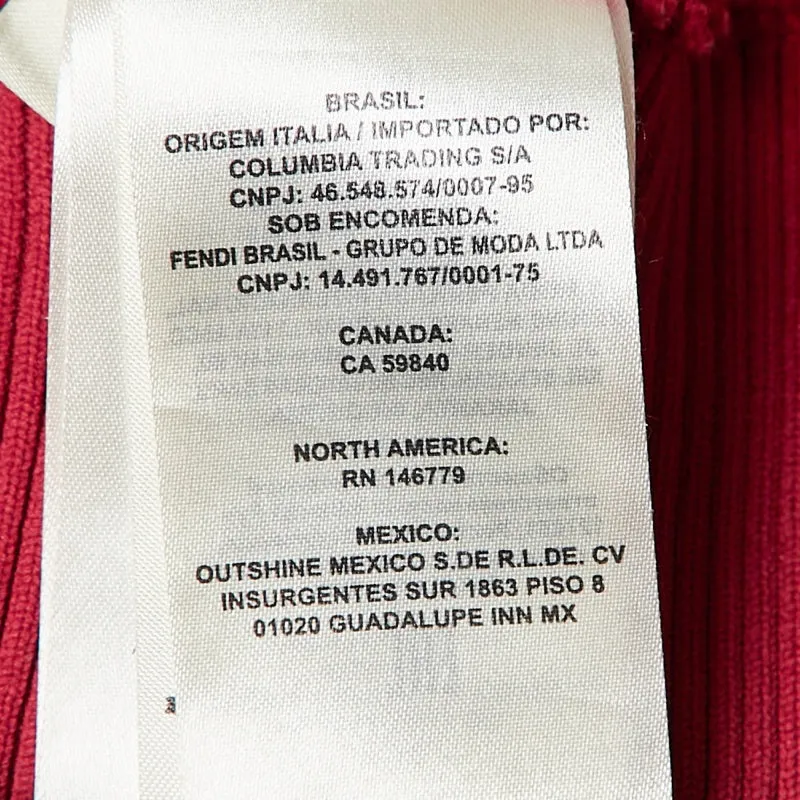 BRASIL:
ORIGEM ITALIA / IMPORTADO POR:
COLUMBIA TRADING S/A
CNPJ: 46.548.574/0007-95
SOB ENCOMENDA:
FENDI BRASIL - GRUPO DE MODA LTDA
CNPJ: 14.491.767/0001-75
CANADA:
CA 59840
NORTH AMERICA:
RN 146779
MEXICO:
OUTSHINE MEXICO S.DE R.L.DE. CV
INSURGENTES SUR 1863 PISO 8
01020 GUADALUPE INN MX